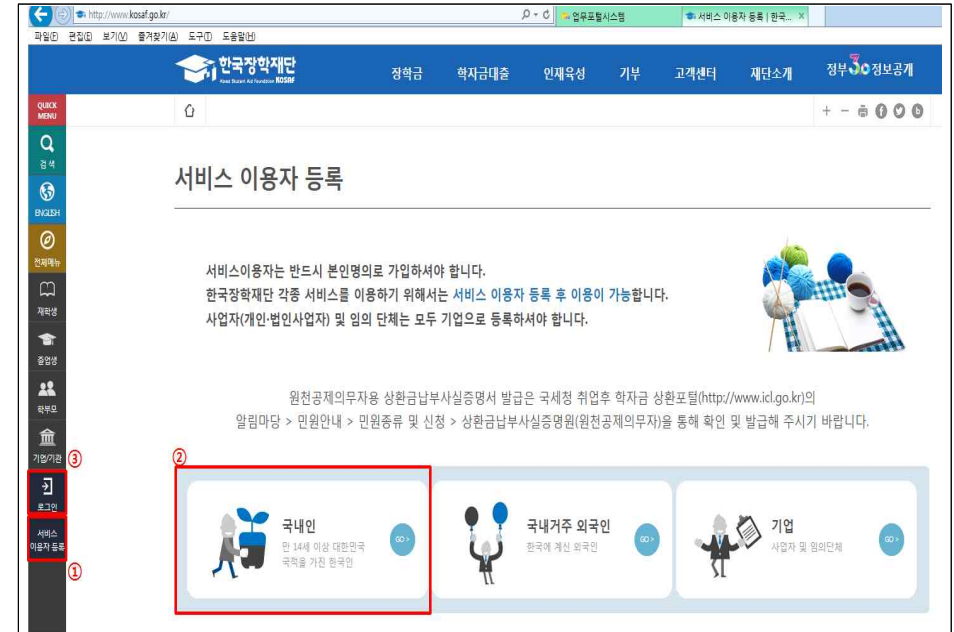 http://www.kosaf.go.kr/
업무포털시스템
서비스 이용자 등록 | 한국... ×
파일(F) 편집(E) 보기(V) 즐겨찾기(A) 도구(T) 도움말(H)
한국장학재단
Korea Student Aid Foundation KOSAF
장학금 학자금대출 인재육성 기부 고객센터 재단소개 정부3.0 정보공개
QUICK
MENU
검색
ENGLISH
전체메뉴
재학생
졸업생
학부모
기업/기관
③
로그인
서비스
이용자 등록
①
서비스 이용자 등록
서비스이용자는 반드시 본인명의로 가입하셔야 합니다.
한국장학재단 각종 서비스를 이용하기 위해서는 서비스 이용자 등록 후 이용이 가능합니다.
사업자(개인·법인사업자) 및 임의 단체는 모두 기업으로 등록하셔야 합니다.
원천공제의무자용 상환금납부사실증명서 발급은 국세청 취업후 학자금 상환포털(http://www.icl.go.kr)의
알림마당 > 민원안내 > 민원종류 및 신청 > 상환금납부사실증명원(원천공제의무자)을 통해 확인 및 발급해 주시기 바랍니다.
②
국내인
만 14세 이상 대한민국
국적을 가진 한국인
GO >
국내거주 외국인
한국에 계신 외국인
GO >
기업
사업자 및 임의단체
GO >